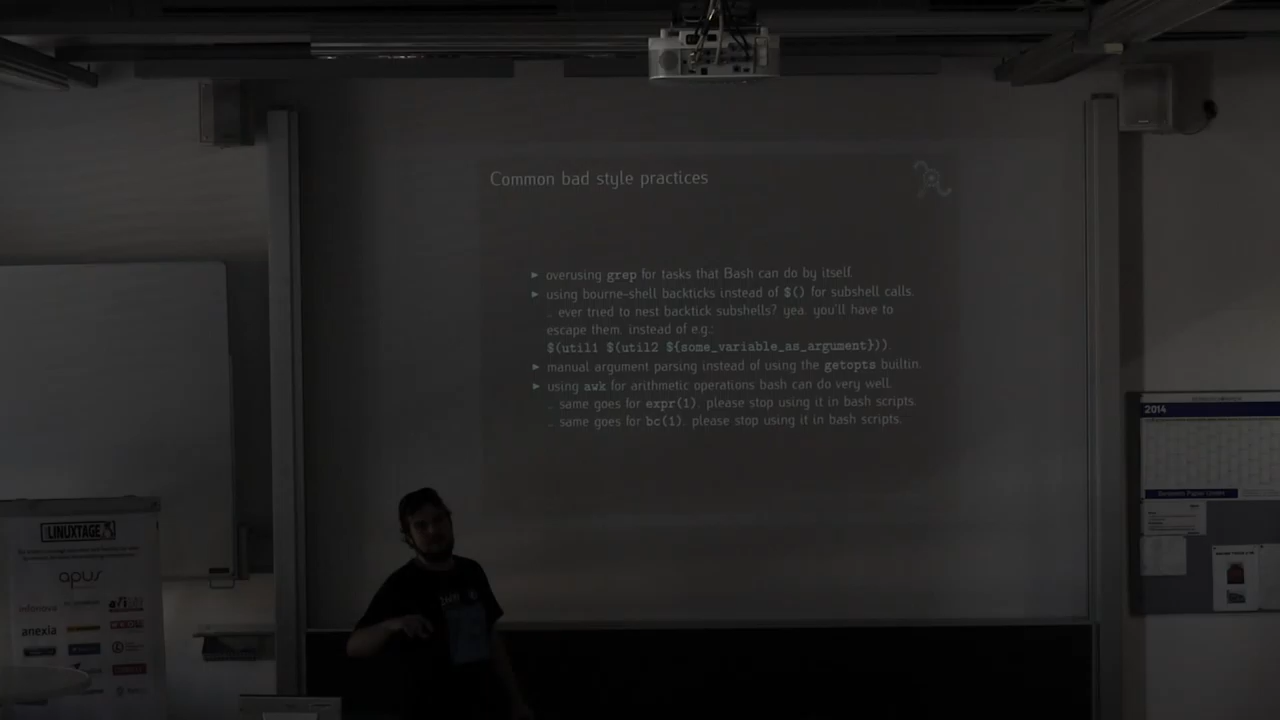 Common bad style practices
► overusing grep for tasks that Bash can do by itself.
► using bourne-shell backticks instead of $() for subshell calls.
.. ever tried to nest backtick subshells? yea. you'll have to
escape them. instead of e.g.:
$(util1 $(util2 ${some_variable_as_argument})).
► manual argument parsing instead of using the getopts builtin.
► using awk for arithmetic operations bash can do very well.
.. same goes for expr(1). please stop using it in bash scripts.
.. same goes for bc(1). please stop using it in bash scripts.
2014
LINUXTAGE
apus
infonova
anexia